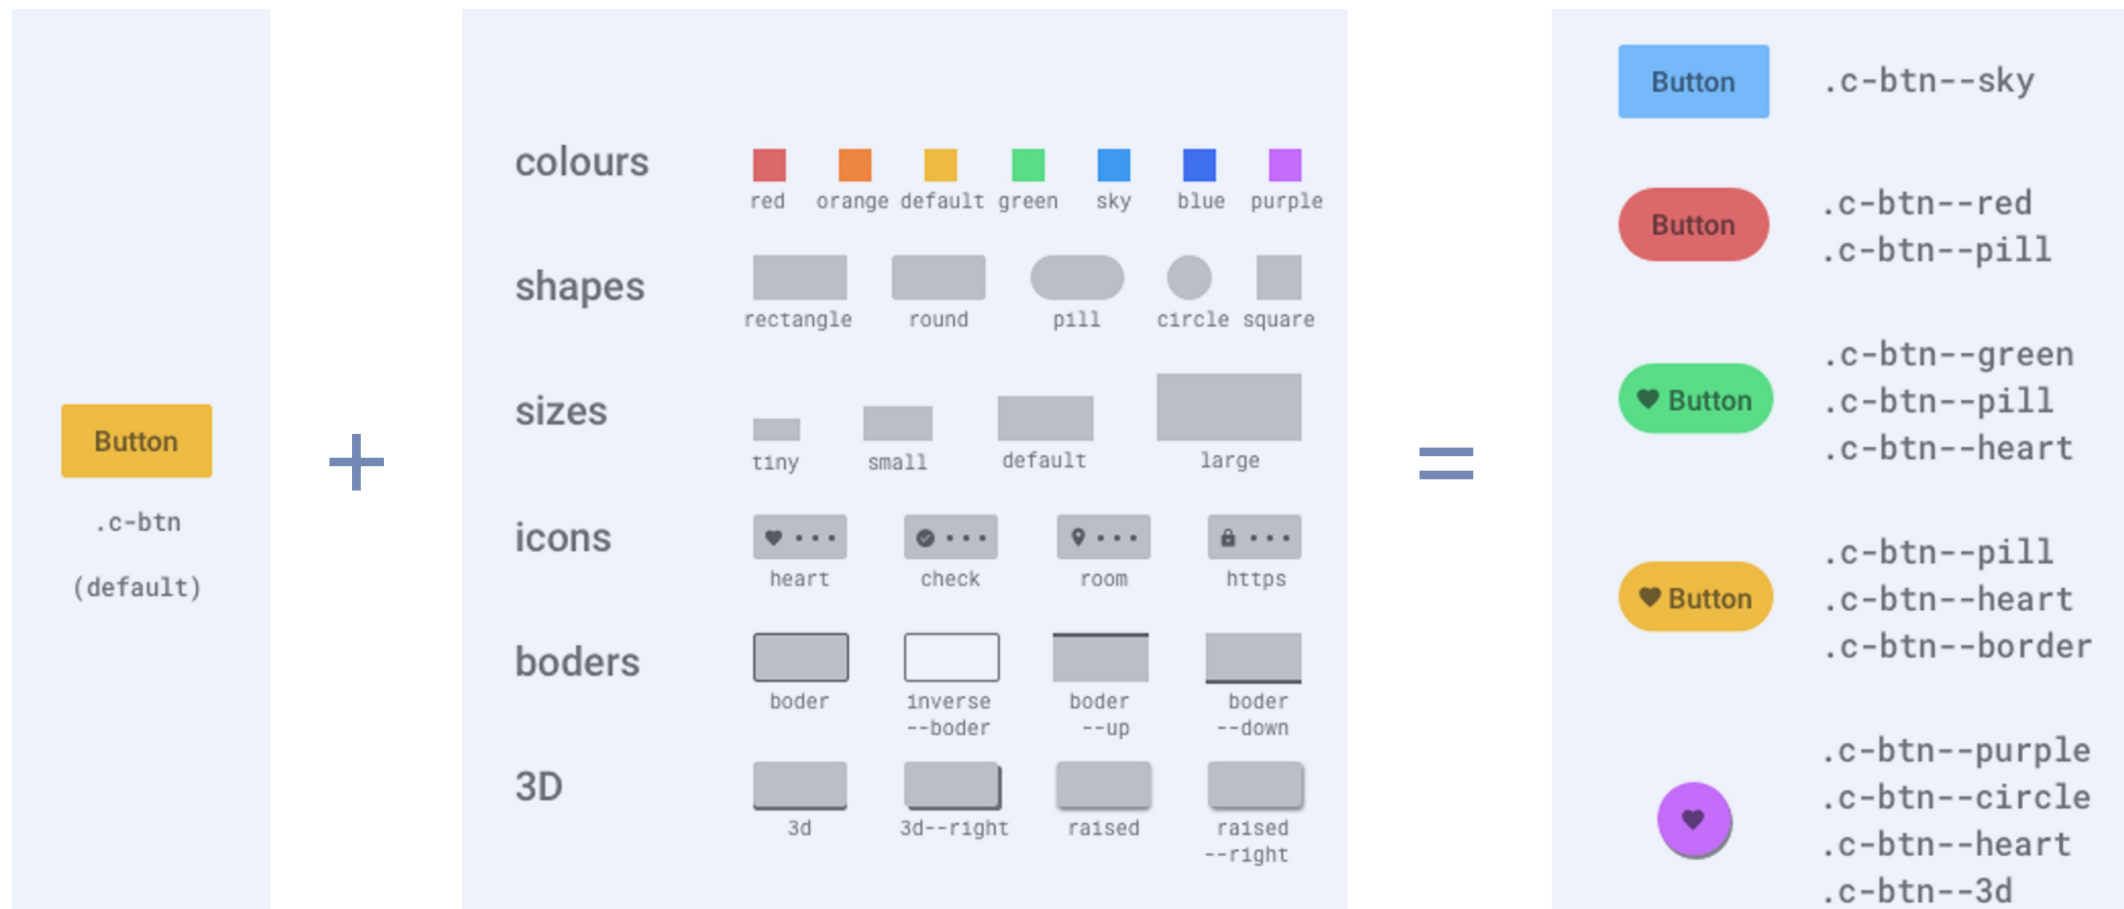 Button
.c-btn
(default)
+
colours
red orange default green sky blue purple
shapes
rectangle round pill circle square
sizes
tiny small default large
icons
heart check room https
boders
boder inverse --boder boder --up boder --down
3D
3d 3d--right raised raised --right
=
Button .c-btn--sky
Button .c-btn--red
.c-btn--pill
Button .c-btn--green
.c-btn--pill
.c-btn--heart
Button .c-btn--pill
.c-btn--heart
.c-btn--border
.c-btn--purple
.c-btn--circle
.c-btn--heart
.c-btn--3d